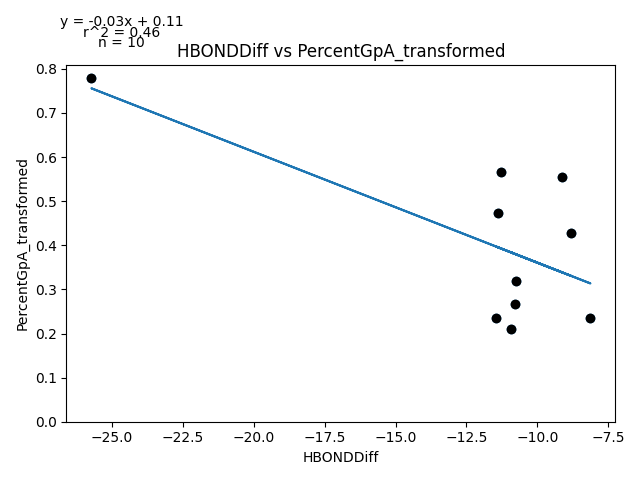 y = -0.03x + 0.11
r^2 = 0.46
n = 10
HBONDDiff vs PercentGpA_transformed
0.8
0.7
0.6
0.5
0.4
0.3
0.2
0.1
0.0
PercentGpA_transformed
−25.0 −22.5 −20.0 −17.5 −15.0 −12.5 −10.0 −7.5
HBONDDiff